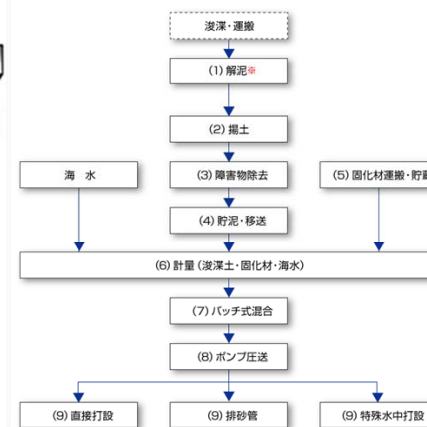 浚渫・運搬
(1) 解泥※
(2) 揚土
海 水
(3) 障害物除去
(5) 固化材運搬・貯蔵
(4) 貯泥・移送
(6) 計量 (浚渫土・固化材・海水)
(7) バッチ式混合
(8) ポンプ圧送
(9) 直接打設
(9) 排砂管
(9) 特殊水中打設